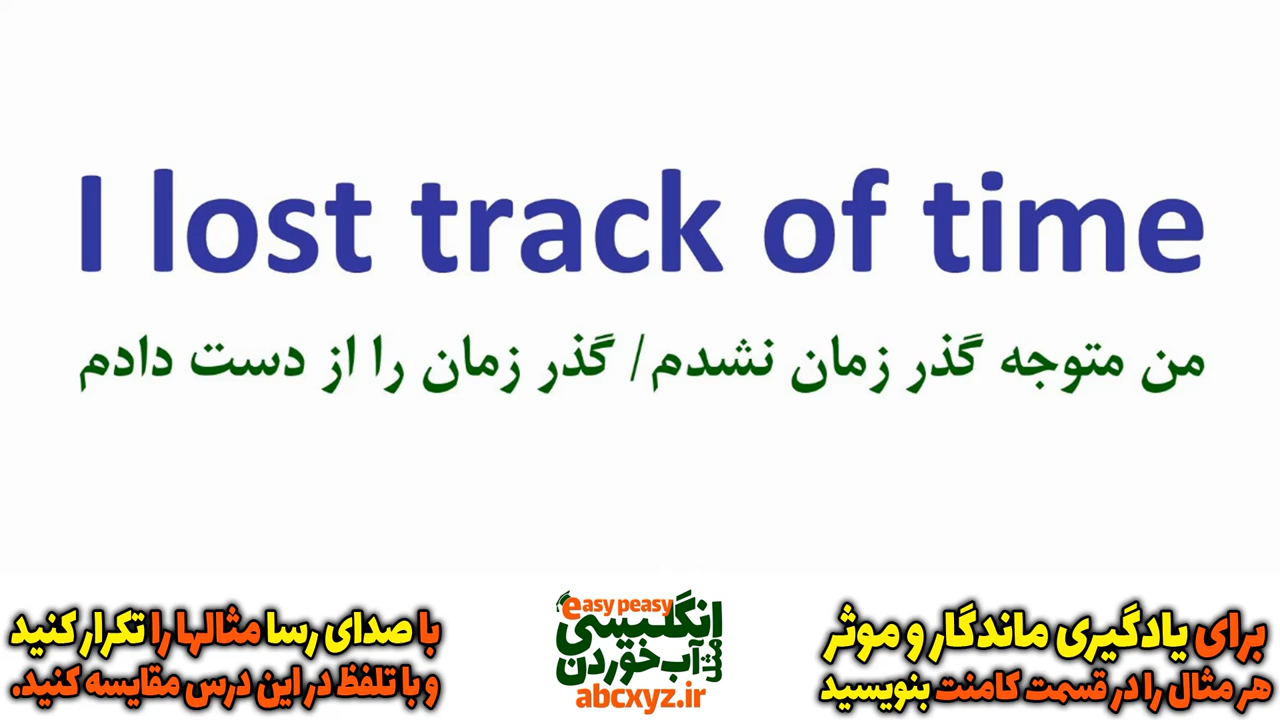 I lost track of time
من متوجه گذر زمان نشدم/ گذر زمان را از دست دادم
برای یادگیری ماندگار و موثر
هر مثال را در قسمت کامنت بنویسید
easy peasy
انگلیسی
مثل آب خوردن
abcxyz.ir
با صدای رسا مثالها را تکرار کنید
و با تلفظ در این درس مقایسه کنید.